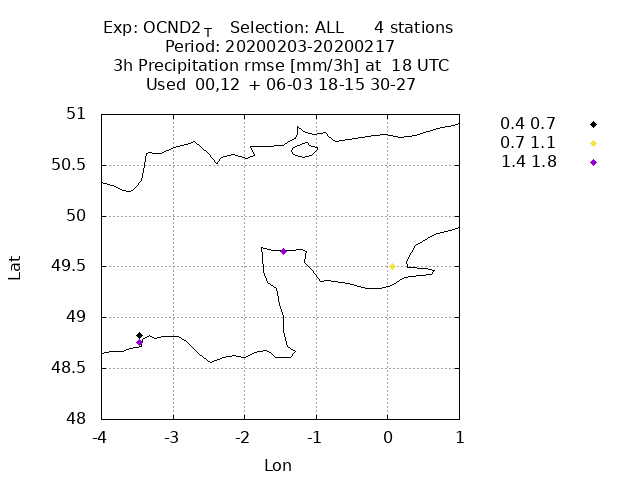 Exp: OCND2_T Selection: ALL 4 stations
Period: 20200203-20200217
3h Precipitation rmse [mm/3h] at 18 UTC
Used 00,12 + 06-03 18-15 30-27
0.4 0.7
0.7 1.1
1.4 1.8
51
50.5
50
49.5
49
48.5
48
Lat
-4 -3 -2 -1 0 1
Lon